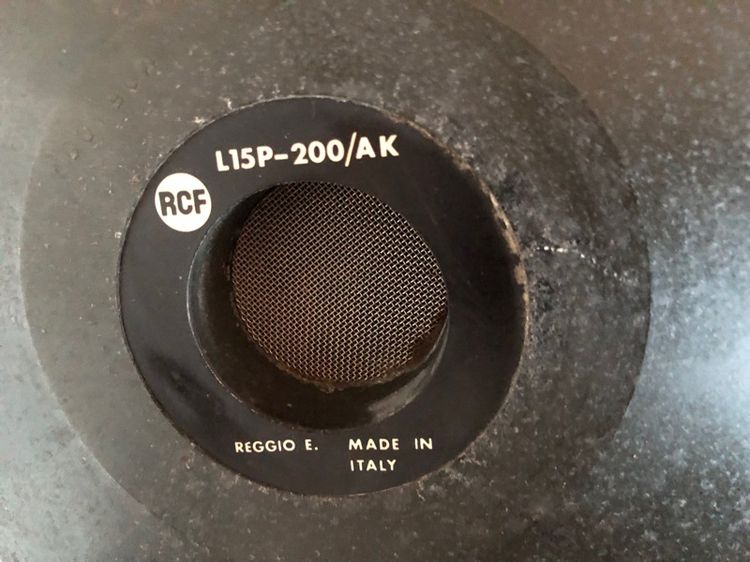 L15P-200/AK
RCF
REGGIO E. MADE IN
ITALY